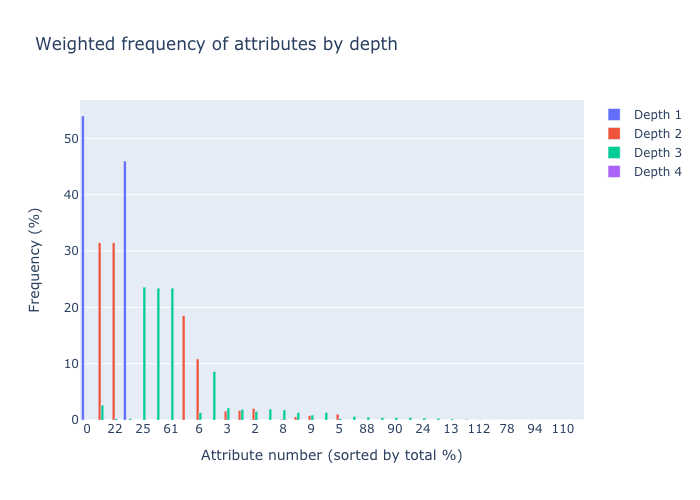 Weighted frequency of attributes by depth
Depth 1
Depth 2
Depth 3
Depth 4
50
40
30
20
10
0
Frequency (%)
0 22 25 61 6 3 2 8 9 5 88 90 24 13 112 78 94 110
Attribute number (sorted by total %)